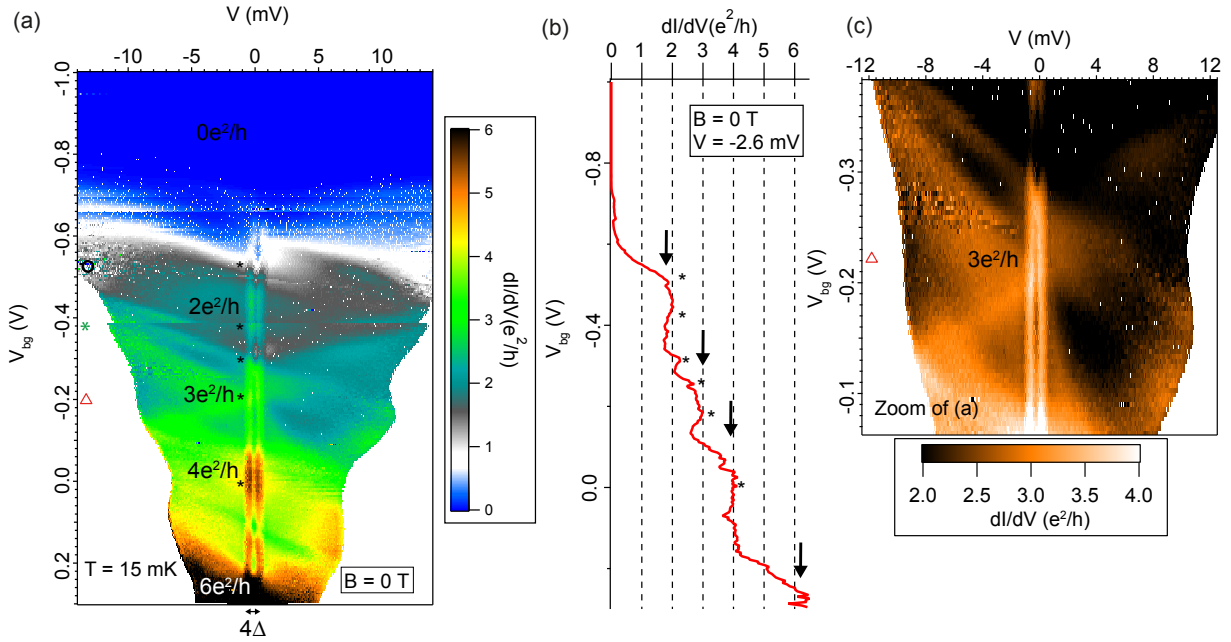 (a)
V (mV)
-10 0 10
-1.0
-0.8
-0.6
-0.4
-0.2
0.0
0.2
V_bg (V)
0e²/h
2e²/h
3e²/h
4e²/h
6e²/h
*
*
*
*
*
*
T = 15 mK
B = 0 T
4Δ
6
5
4
3
2
1
0
dI/dV(e²/h)
(b)
dI/dV(e²/h)
0 1 2 3 4 5 6
B = 0 T
V = -2.6 mV
-0.8
-0.4
0.0
V_bg (V)
*
*
*
*
*
*
(c)
V (mV)
-12 -8 -4 0 4 8 12
-0.3
-0.2
-0.1
V_bg (V)
3e²/h
Zoom of (a)
2.0 2.5 3.0 3.5 4.0
dI/dV (e²/h)